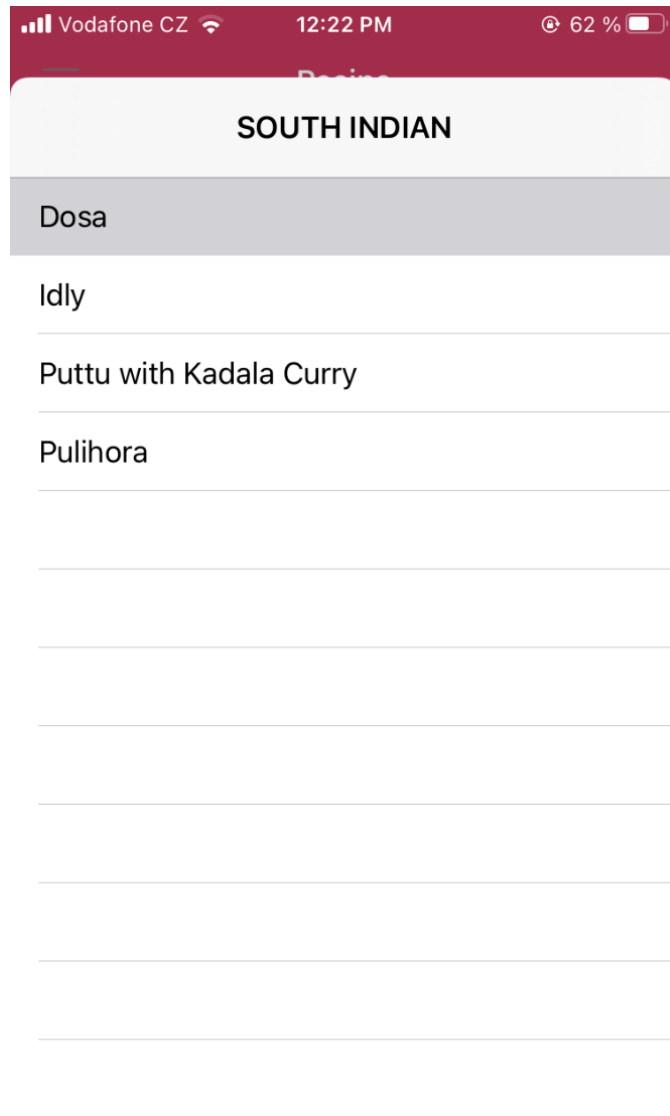 Vodafone CZ 12:22 PM 62 %
SOUTH INDIAN
Dosa
Idly
Puttu with Kadala Curry
Pulihora